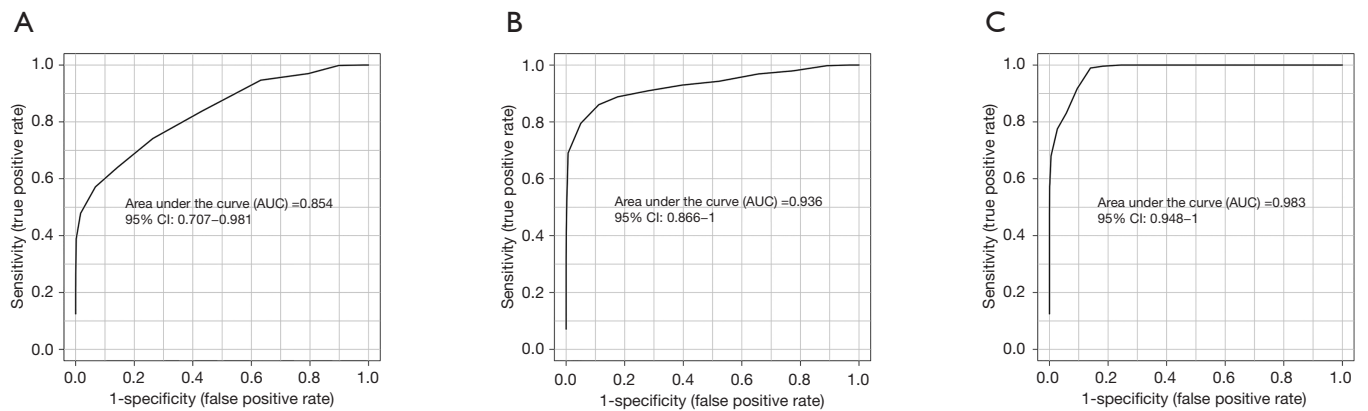 A
1.0
0.8
0.6
0.4
0.2
0.0
Sensitivity (true positive rate)
Area under the curve (AUC) =0.854
95% CI: 0.707–0.981
0.0 0.2 0.4 0.6 0.8 1.0
1-specificity (false positive rate)
B
1.0
0.8
0.6
0.4
0.2
0.0
Sensitivity (true positive rate)
Area under the curve (AUC) =0.936
95% CI: 0.866–1
0.0 0.2 0.4 0.6 0.8 1.0
1-specificity (false positive rate)
C
1.0
0.8
0.6
0.4
0.2
0.0
Sensitivity (true positive rate)
Area under the curve (AUC) =0.983
95% CI: 0.948–1
0.0 0.2 0.4 0.6 0.8 1.0
1-specificity (false positive rate)